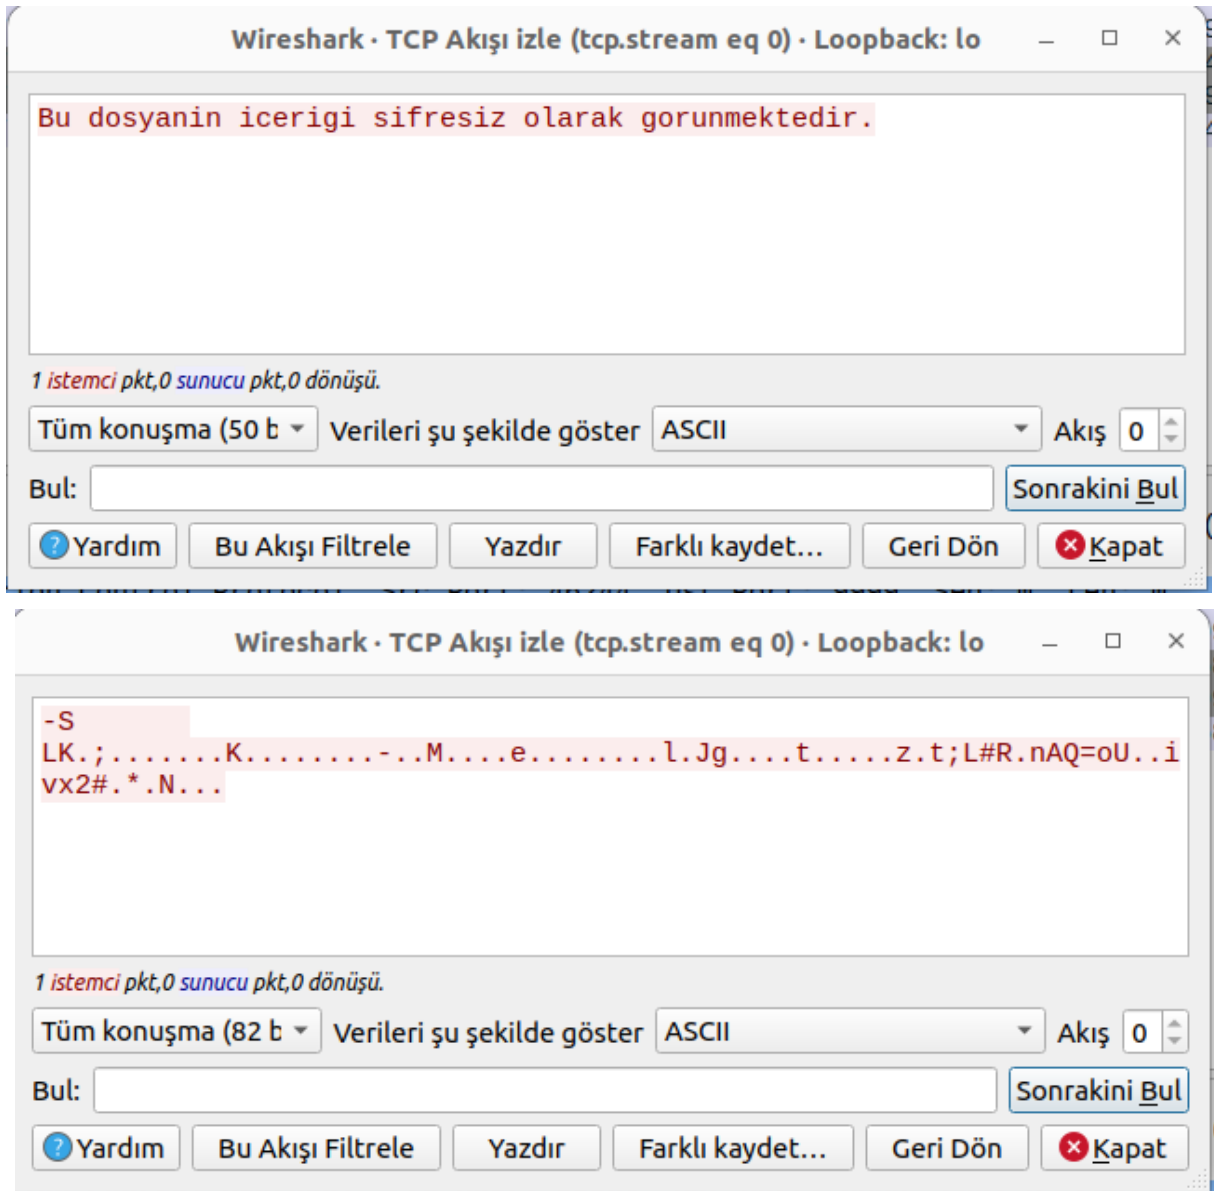 Wireshark · TCP Akışı izle (tcp.stream eq 0) · Loopback: lo
Bu dosyanin icerigi sifresiz olarak gorunmektedir.
1 istemci pkt,0 sunucu pkt,0 dönüşü.
Tüm konuşma (50 b Verileri şu şekilde göster ASCII Akış 0
Bul: Sonrakini Bul
Yardım Bu Akışı Filtrele Yazdır Farklı kaydet... Geri Dön Kapat
Wireshark · TCP Akışı izle (tcp.stream eq 0) · Loopback: lo
-S
LK.;.......K........-..M....e........l.Jg....t.....z.t;L#R.nAQ=oU..i
vx2#.*.N...
1 istemci pkt,0 sunucu pkt,0 dönüşü.
Tüm konuşma (82 b Verileri şu şekilde göster ASCII Akış 0
Bul: Sonrakini Bul
Yardım Bu Akışı Filtrele Yazdır Farklı kaydet... Geri Dön Kapat